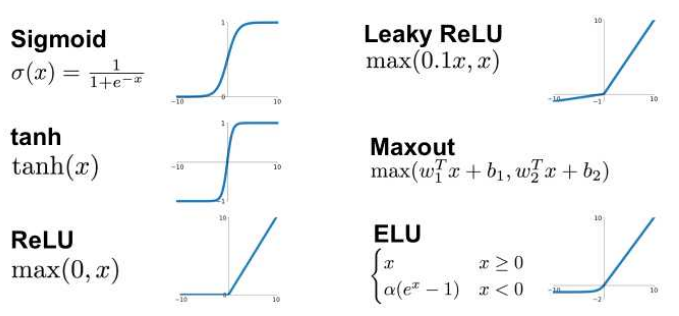 Sigmoid
σ(x) = 1/(1+e^{-x})
1
-10
0
10
tanh
tanh(x)
1
-10
10
-1
ReLU
max(0, x)
10
-10
0
10
Leaky ReLU
max(0.1x, x)
10
-10
-1
10
Maxout
max(w_1^T x + b_1, w_2^T x + b_2)
ELU
x x ≥ 0
α(e^x − 1) x < 0
10
-10
-2
10